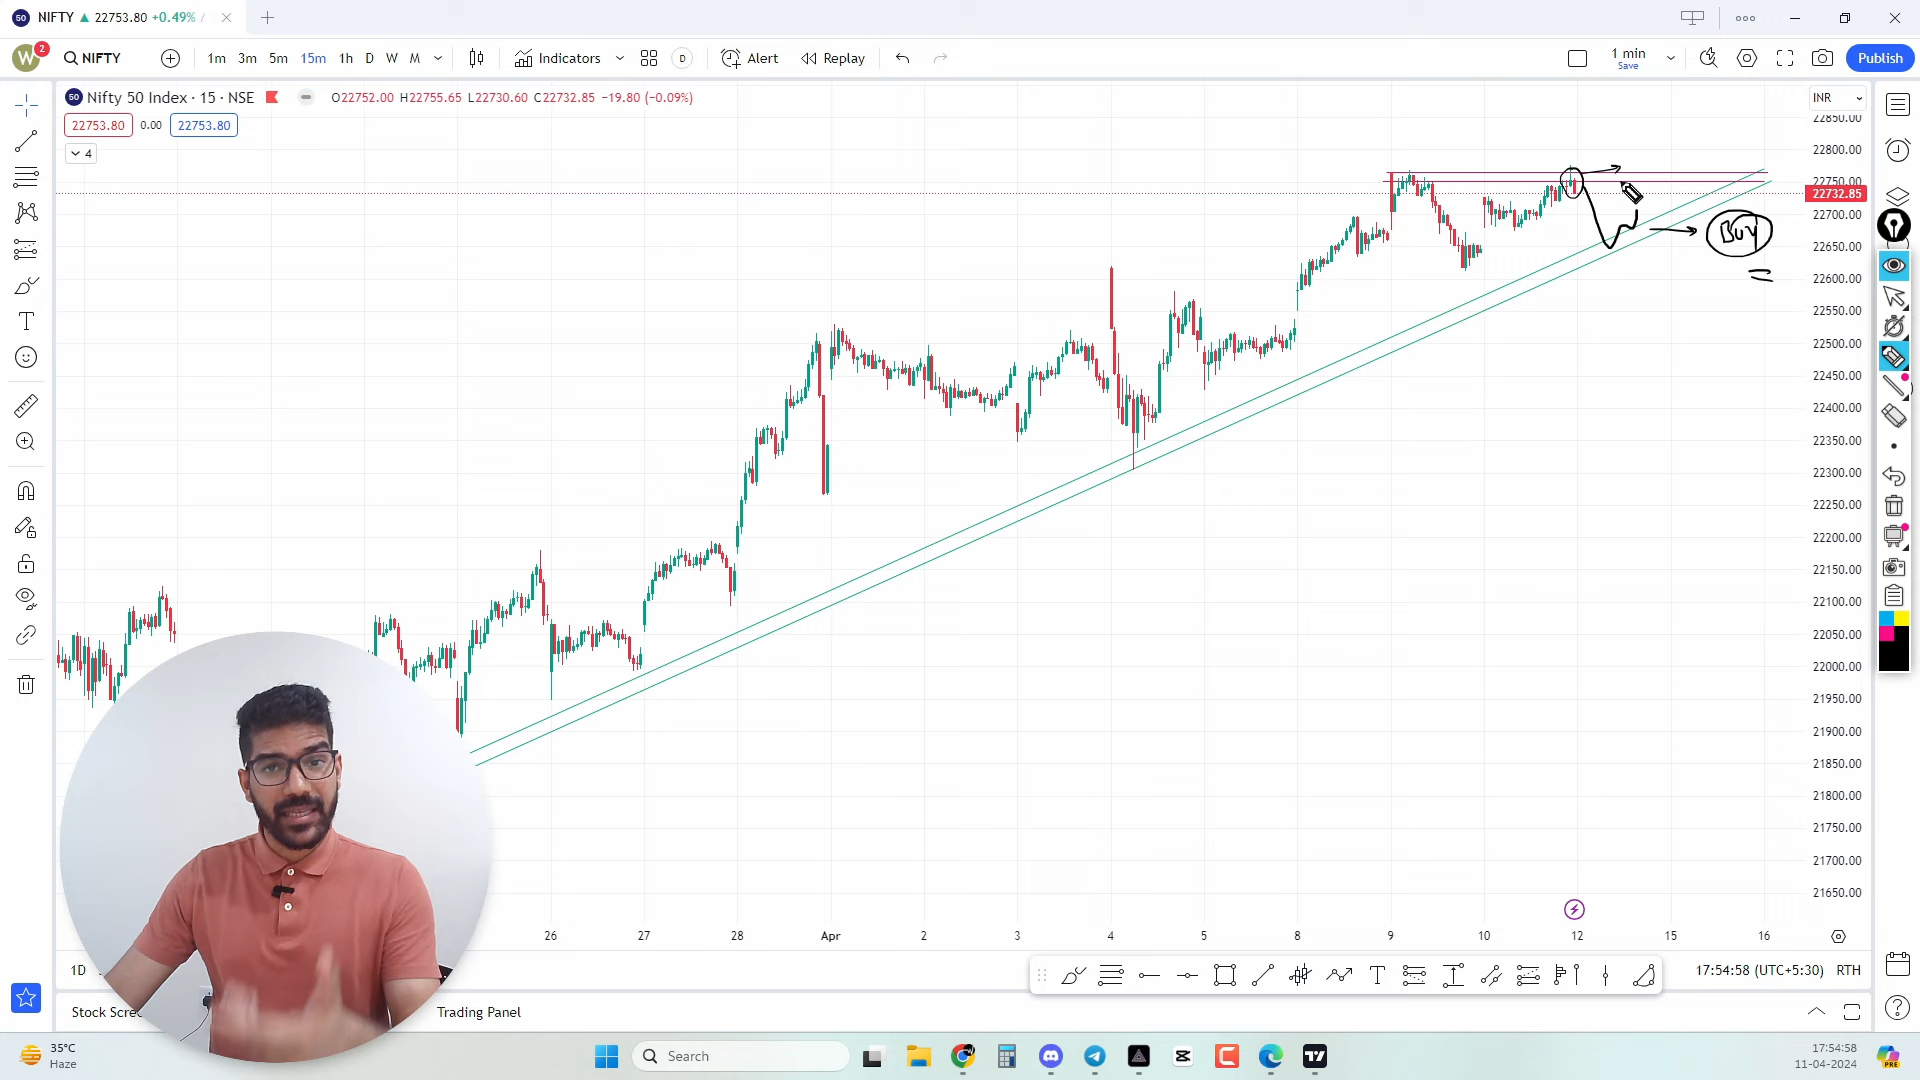 50 NIFTY ▲ 22753.80 +0.49% /
W 2 NIFTY 1m 3m 5m 15m 1h D W M Indicators D Alert Replay 1 min Save Publish
50 Nifty 50 Index · 15 · NSE O22752.00 H22755.65 L22730.60 C22732.85 −19.80 (−0.09%) INR
22753.80 0.00 22753.80
4
22850.00
22800.00
22750.00
22732.85
22700.00
Buy
22650.00
22600.00
22550.00
22500.00
22450.00
22400.00
22350.00
22300.00
22250.00
22200.00
22150.00
22100.00
22050.00
22000.00
21950.00
21900.00
21850.00
21800.00
21750.00
21700.00
21650.00
26 27 28 Apr 2 3 4 5 8 9 10 12 15 16
1D 17:54:58 (UTC+5:30) RTH
Stock Scre Trading Panel
35°C
Haze
Search
17:54:58
11-04-2024
PRE